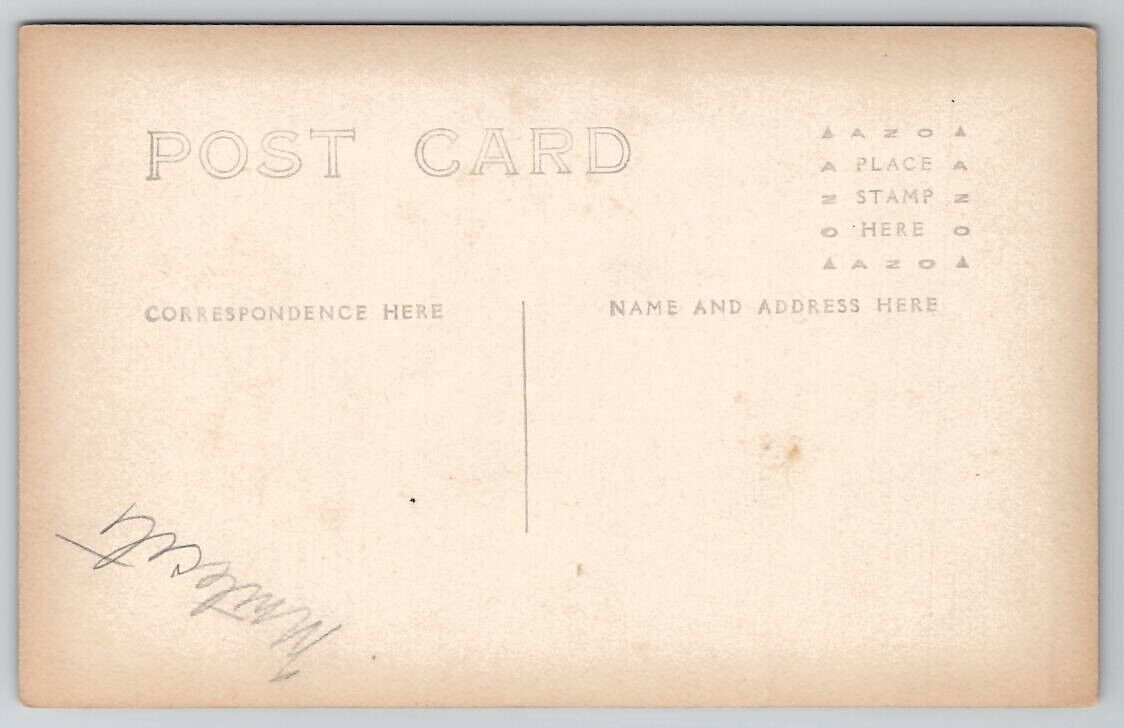 POST CARD
AZO
A PLACE A
Z STAMP Z
O HERE O
AZO
CORRESPONDENCE HERE
NAME AND ADDRESS HERE